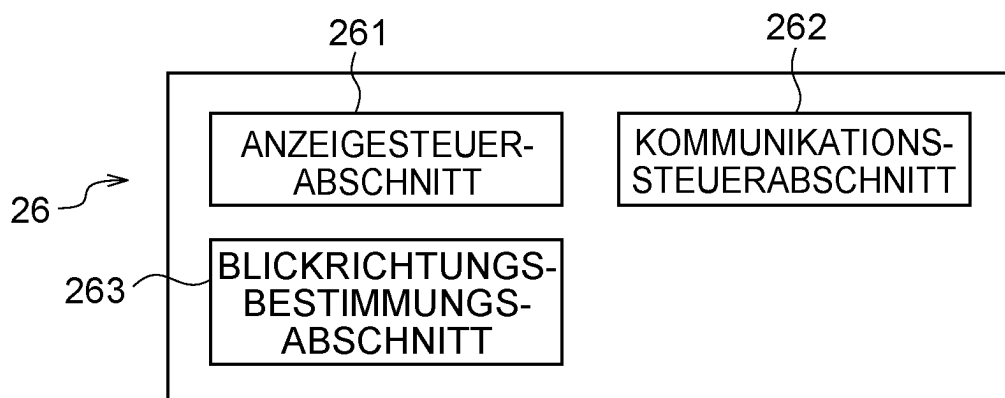 261
262
ANZEIGESTEUER-
ABSCHNITT
KOMMUNIKATIONS-
STEUERABSCHNITT
26
263
BLICKRICHTUNGS-
BESTIMMUNGS-
ABSCHNITT